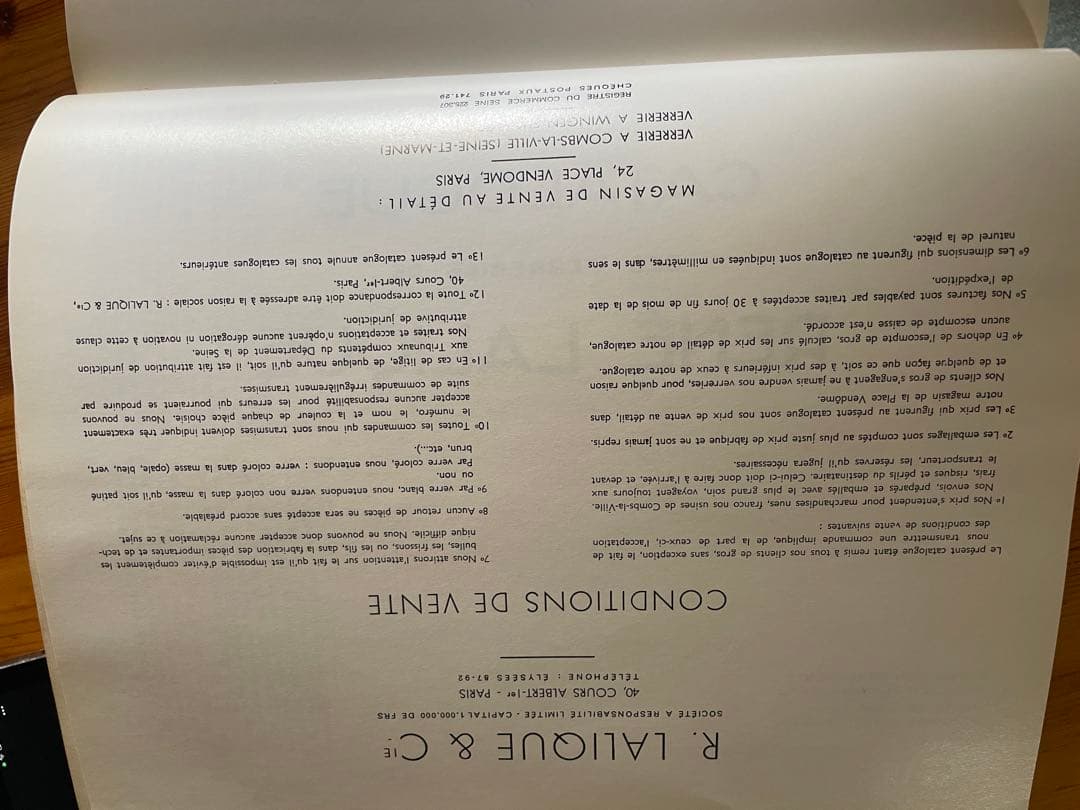 R. LALIQUE & CIE
SOCIÉTÉ A RESPONSABILITÉ LIMITÉE - CAPITAL 1.000.000 DE FRS
40, COURS ALBERT-Ier - PARIS
TÉLÉPHONE : ÉLYSÉES 87-92
CONDITIONS DE VENTE
Le présent catalogue étant remis à tous nos clients de gros, sans exception, le fait de
nous transmettre une commande implique, de la part de ceux-ci, l'acceptation
des conditions de vente suivantes :
1º Nos prix s'entendent pour marchandises nues, franco nos usines de Combs-la-Ville.
Nos envois, préparés et emballés avec le plus grand soin, voyagent toujours aux
frais, risques et périls du destinataire. Celui-ci doit donc faire à l'arrivée, et devant
le transporteur, les réserves qu'il jugera nécessaires.
2º Les emballages sont comptés au plus juste prix de fabrique et ne sont jamais repris.
3º Les prix qui figurent au présent catalogue sont nos prix de vente au détail, dans
notre magasin de la Place Vendôme.
Nos clients de gros s'engagent à ne jamais vendre nos verreries, pour quelque raison
et de quelque façon que ce soit, à des prix inférieurs à ceux de notre catalogue.
4º En dehors de l'escompte de gros, calculé sur les prix de détail de notre catalogue,
aucun escompte de caisse n'est accordé.
5º Nos factures sont payables par traites acceptées à 30 jours fin de mois de la date
de l'expédition.
6º Les dimensions qui figurent au catalogue sont indiquées en millimètres, dans le sens
naturel de la pièce.
7º Nous attirons l'attention sur le fait qu'il est impossible d'éviter complètement les
bulles, les frissons, ou les fils, dans la fabrication des pièces importantes et de tech-
nique difficile. Nous ne pouvons donc accepter aucune réclamation à ce sujet.
8º Aucun retour de pièces ne sera accepté sans accord préalable.
9º Par verre blanc, nous entendons verre non coloré dans la masse, qu'il soit patiné
ou non.
Par verre coloré, nous entendons : verre coloré dans la masse (opale, bleu, vert,
brun, etc...).
10º Toutes les commandes qui nous sont transmises doivent indiquer très exactement
le numéro, le nom et la couleur de chaque pièce choisie. Nous ne pouvons
accepter aucune responsabilité pour les erreurs qui pourraient se produire par
suite de commandes irrégulièrement transmises.
11º En cas de litige, de quelque nature qu'il soit, il est fait attribution de juridiction
aux Tribunaux compétents du Département de la Seine.
Nos traites et acceptations n'opèrent aucune dérogation ni novation à cette clause
attributive de juridiction.
12º Toute la correspondance doit être adressée à la raison sociale : R. LALIQUE & Cie,
40, Cours Albert-Ier, Paris.
13º Le présent catalogue annule tous les catalogues antérieurs.
MAGASIN DE VENTE AU DÉTAIL :
24, PLACE VENDOME, PARIS
VERRERIE A COMBS-LA-VILLE (SEINE-ET-MARNE)
VERRERIE A
REGISTRE DU COMMERCE SEINE 225.307
CHÈQUES POSTAUX PARIS 741.29